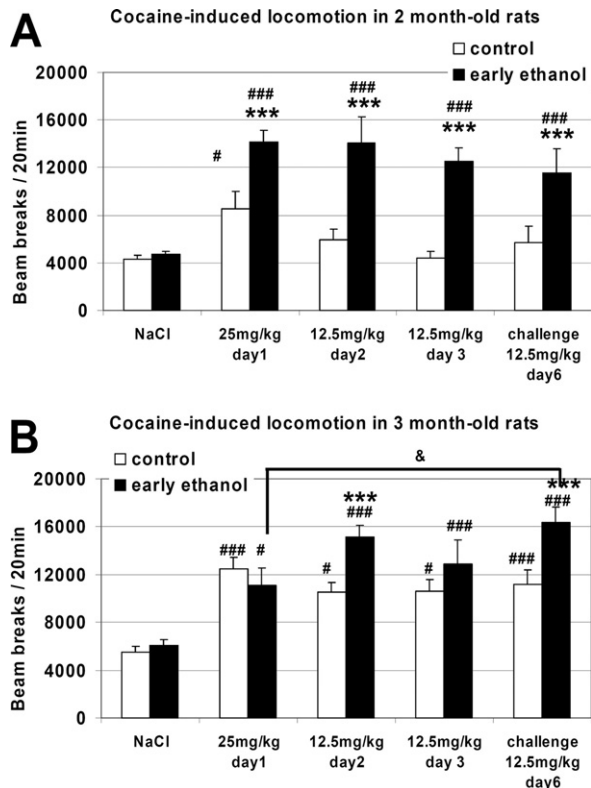 A
Cocaine-induced locomotion in 2 month-old rats
control
early ethanol
Beam breaks / 20min
20000
16000
12000
8000
4000
0
#
###
***
###
***
###
***
###
***
NaCl
25mg/kg
day1
12.5mg/kg
day2
12.5mg/kg
day 3
challenge
12.5mg/kg
day6
B
Cocaine-induced locomotion in 3 month-old rats
control
early ethanol
&
Beam breaks / 20min
20000
16000
12000
8000
4000
0
###
#
#
***
###
#
###
###
***
###
NaCl
25mg/kg
day1
12.5mg/kg
day2
12.5mg/kg
day 3
challenge
12.5mg/kg
day6